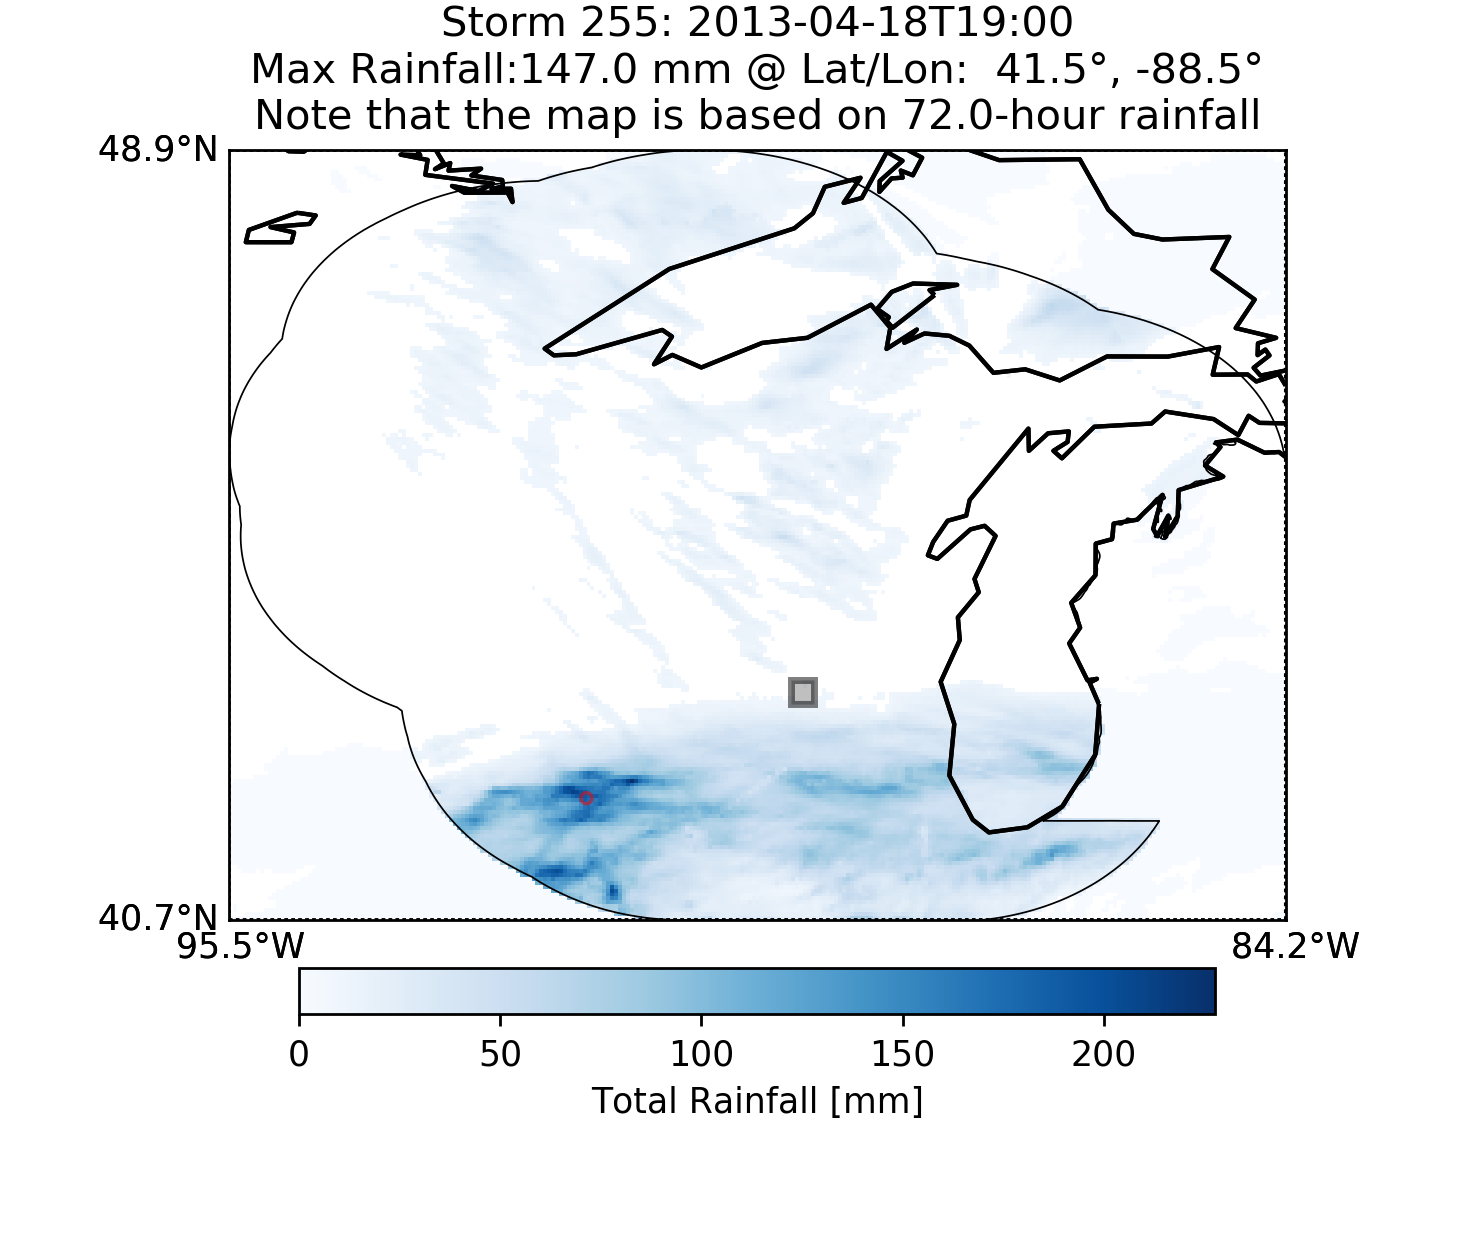 Storm 255: 2013-04-18T19:00
Max Rainfall:147.0 mm @ Lat/Lon:  41.5°, -88.5°
Note that the map is based on 72.0-hour rainfall
48.9°N
40.7°N
95.5°W 84.2°W
0 50 100 150 200
Total Rainfall [mm]